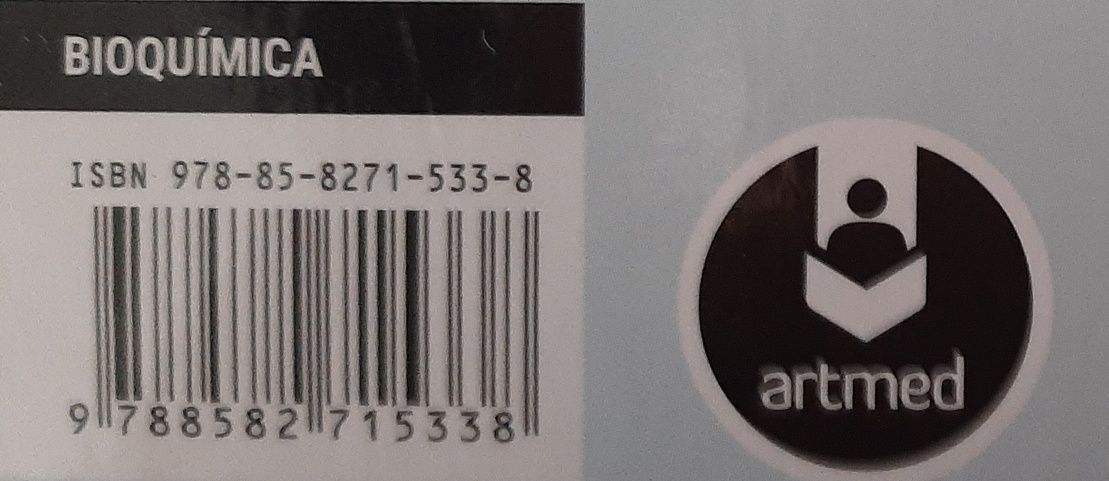 BIOQUÍMICA
ISBN 978-85-8271-533-8
9 788582 715338
artmed